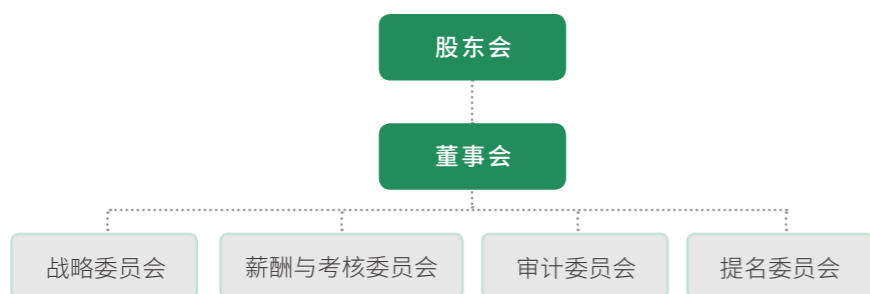 股东会
董事会
战略委员会
薪酬与考核委员会
审计委员会
提名委员会